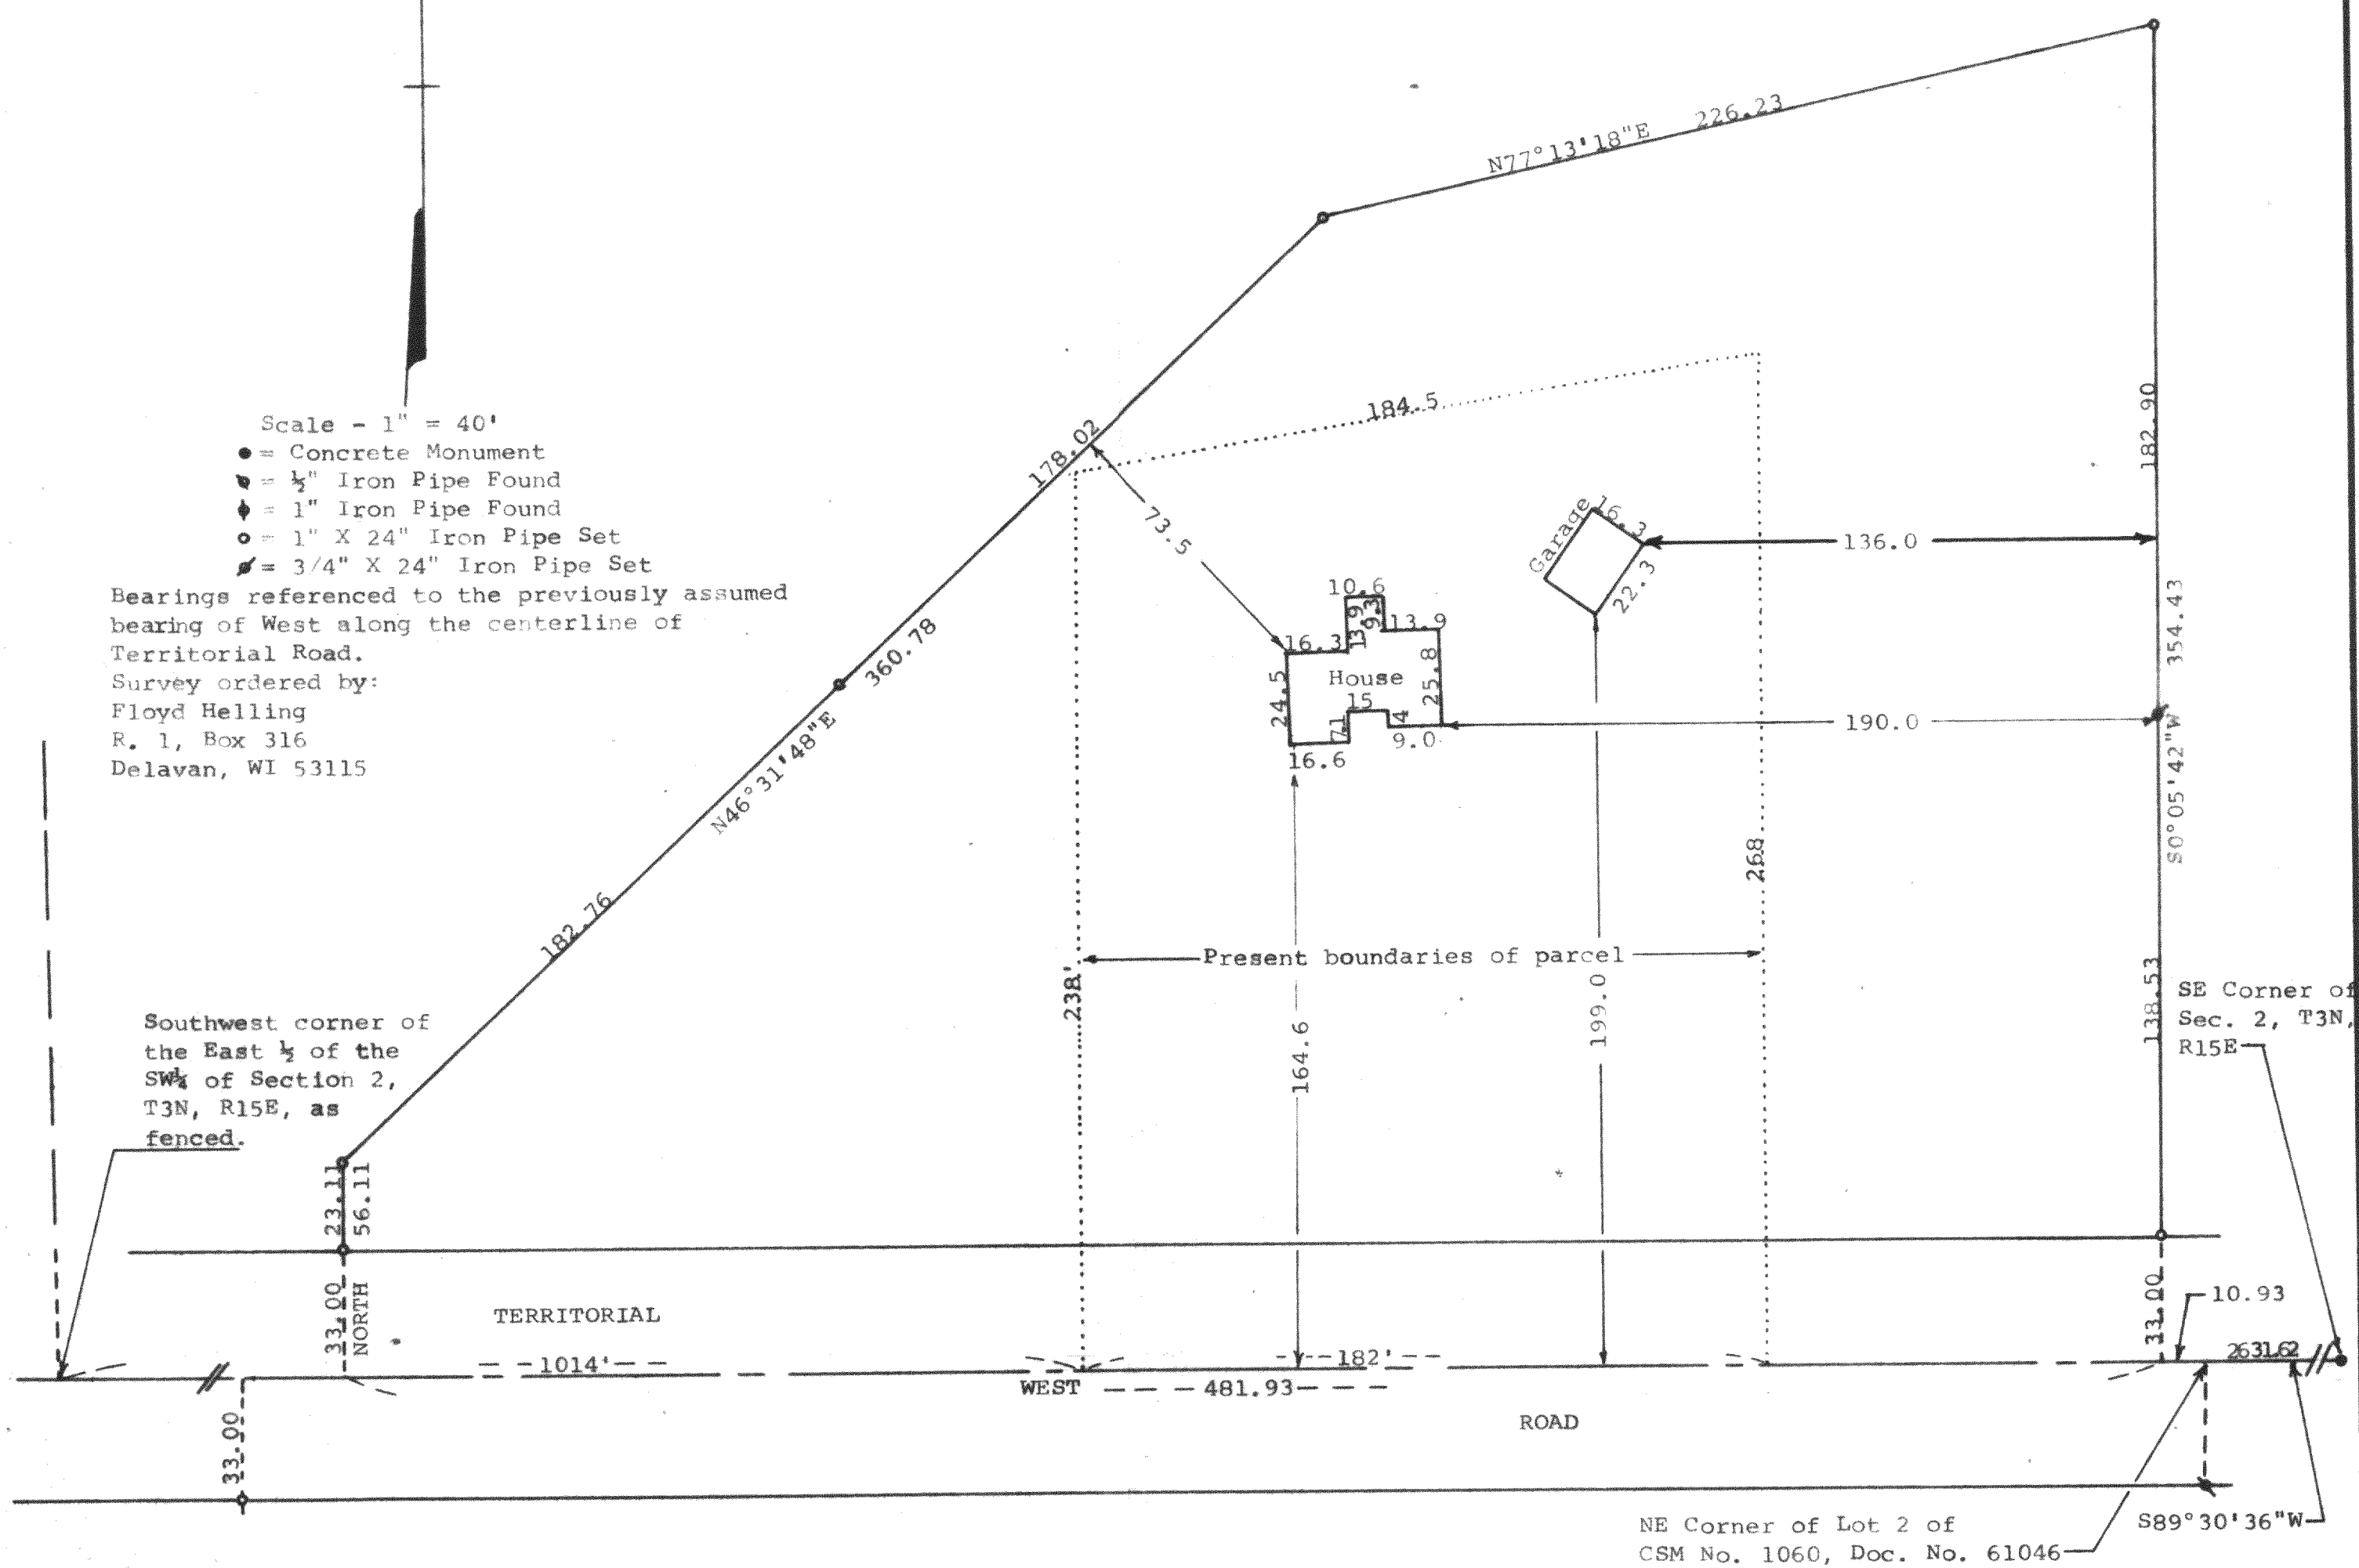 226.23
N77°13'18"E
Scale - 1" = 40'
● = Concrete Monument
= ½" Iron Pipe Found
= 1" Iron Pipe Found
o = 1" X 24" Iron Pipe Set
= 3/4" X 24" Iron Pipe Set
Bearings referenced to the previously assumed
bearing of West along the centerline of
Territorial Road.
Survey ordered by:
Floyd Helling
R. 1, Box 316
Delavan, WI 53115
184.5
178.02
182.90
73.5
Garage
16.3
22.3
136.0
10.6
13.9
9.3
13.9
16.3
House
24.5
25.8
15
7.1
4
9.0
16.6
190.0
354.43
S0°05'42"W
360.78
N46°31'48"E
182.76
268
Present boundaries of parcel
238'
164.6
199.0
138.53
SE Corner of
Sec. 2, T3N,
R15E
Southwest corner of
the East ½ of the
SW¼ of Section 2,
T3N, R15E, as
fenced.
23.11
56.11
33.00
NORTH
TERRITORIAL
33.00
10.93
2631.62
1014'
182'
WEST
481.93
ROAD
33.00
NE Corner of Lot 2 of
CSM No. 1060, Doc. No. 61046
S89°30'36"W